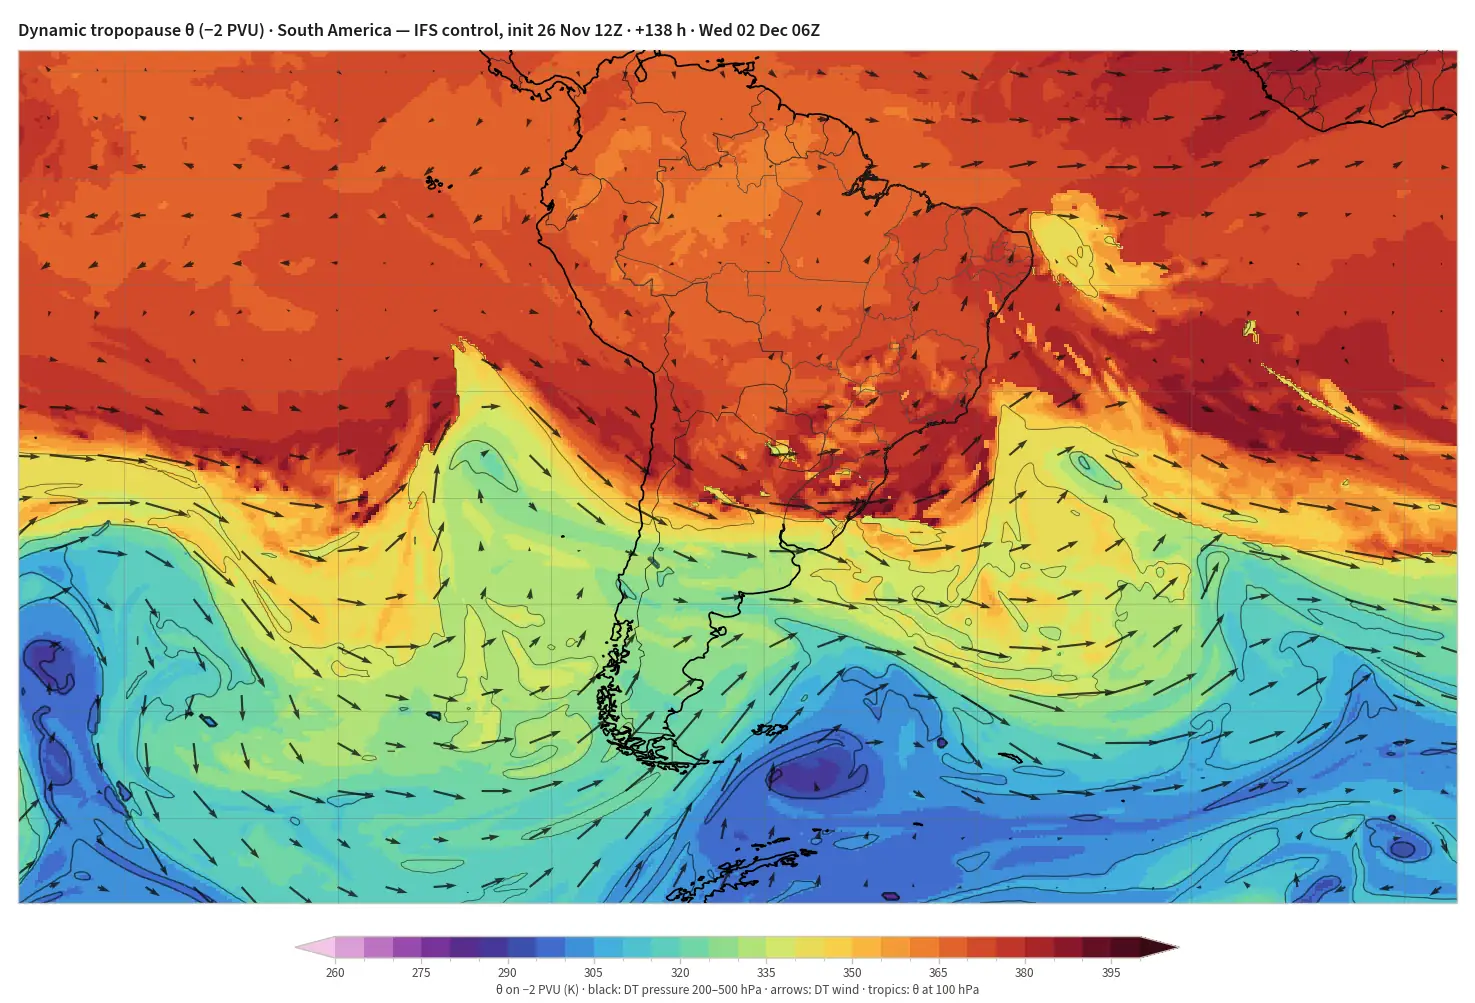 Dynamic tropopause θ (−2 PVU) · South America — IFS control, init 26 Nov 12Z · +138 h · Wed 02 Dec 06Z
260 275 290 305 320 335 350 365 380 395
θ on −2 PVU (K) · black: DT pressure 200–500 hPa · arrows: DT wind · tropics: θ at 100 hPa